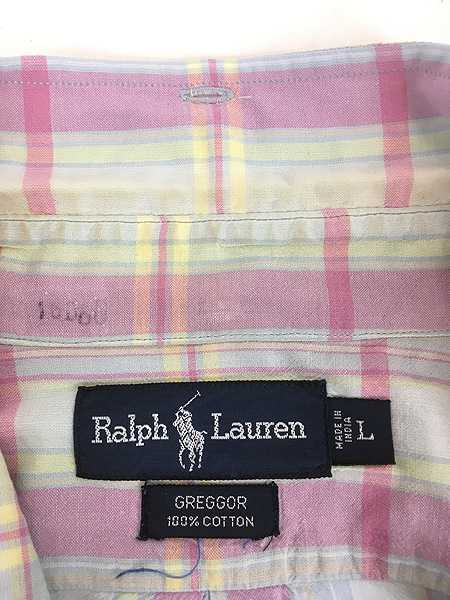 Ralph Lauren
MADE IN
INDIA
L
GREGGOR
100% COTTON